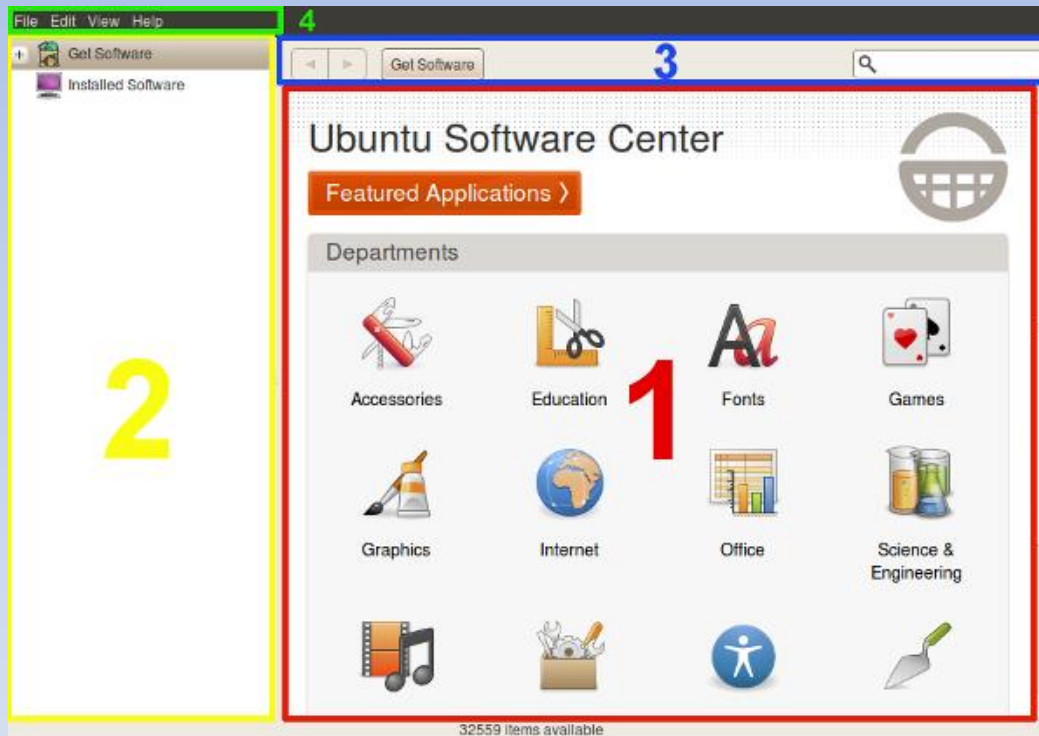 File Edit View Help 4
Get Software
Installed Software
Get Software 3
2
Ubuntu Software Center
Featured Applications >
Departments
Accessories Education Fonts Games
1
Graphics Internet Office Science &
Engineering
32559 items available